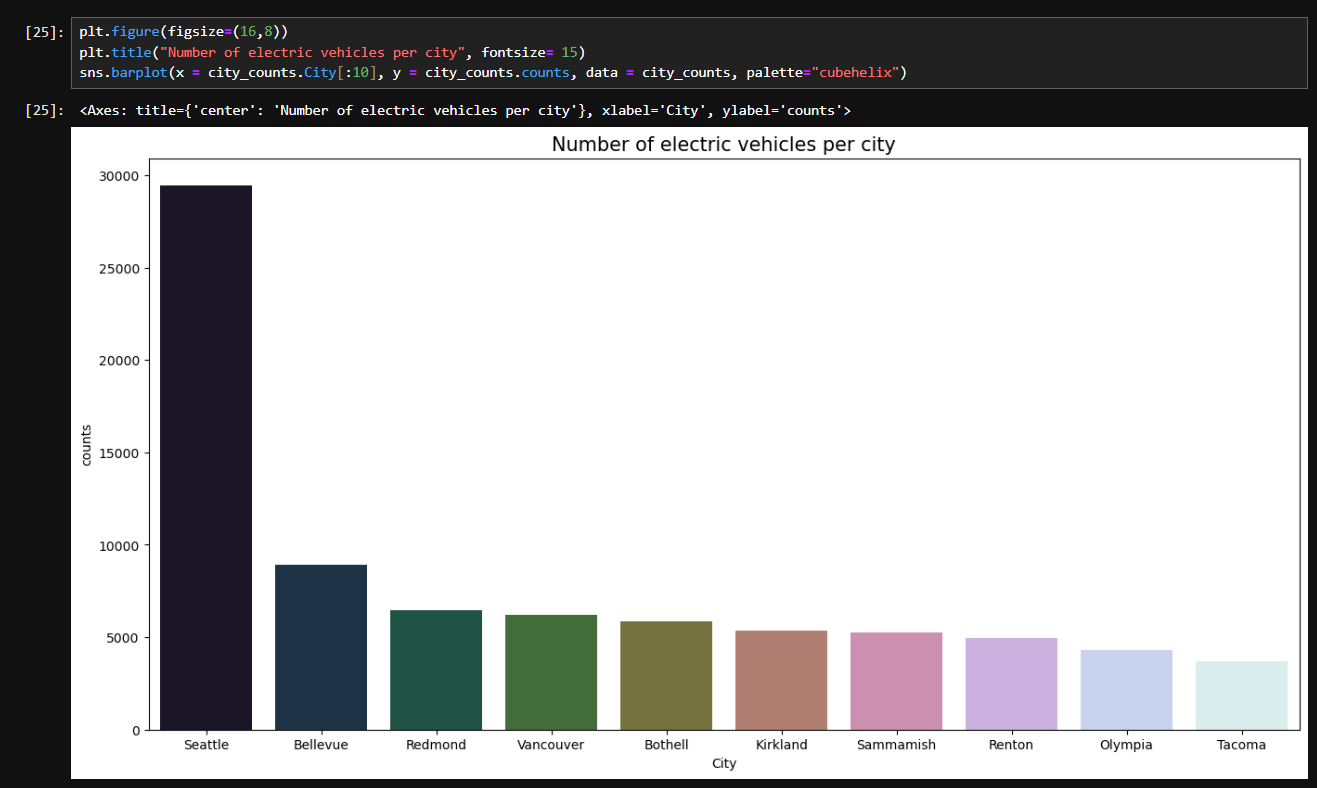 [25]: plt.figure(figsize=(16,8))
plt.title("Number of electric vehicles per city", fontsize= 15)
sns.barplot(x = city_counts.City[:10], y = city_counts.counts, data = city_counts, palette="cubehelix")
[25]: <Axes: title={'center': 'Number of electric vehicles per city'}, xlabel='City', ylabel='counts'>
Number of electric vehicles per city
30000
25000
20000
15000
10000
5000
0
counts
Seattle Bellevue Redmond Vancouver Bothell Kirkland Sammamish Renton Olympia Tacoma
City